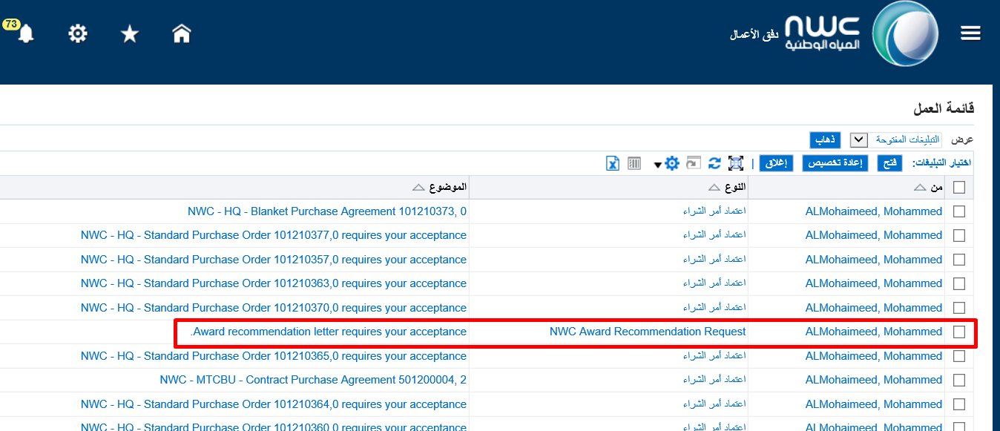 73
دفق الأعمال
nwc
المياه الوطنية
قائمة العمل
عرض التبليغات المفتوحة ذهاب
اختيار التبليغات: فتح إعادة تخصيص إغلاق |
من النوع الموضوع
ALMohaimeed, Mohammed اعتماد أمر الشراء NWC - HQ - Blanket Purchase Agreement 101210373, 0
ALMohaimeed, Mohammed اعتماد أمر الشراء NWC - HQ - Standard Purchase Order 101210377,0 requires your acceptance
ALMohaimeed, Mohammed اعتماد أمر الشراء NWC - HQ - Standard Purchase Order 101210357,0 requires your acceptance
ALMohaimeed, Mohammed اعتماد أمر الشراء NWC - HQ - Standard Purchase Order 101210363,0 requires your acceptance
ALMohaimeed, Mohammed اعتماد أمر الشراء NWC - HQ - Standard Purchase Order 101210370,0 requires your acceptance
ALMohaimeed, Mohammed NWC Award Recommendation Request .Award recommendation letter requires your acceptance
ALMohaimeed, Mohammed اعتماد أمر الشراء NWC - HQ - Standard Purchase Order 101210365,0 requires your acceptance
ALMohaimeed, Mohammed اعتماد أمر الشراء NWC - MTCBU - Contract Purchase Agreement 501200004, 2
ALMohaimeed, Mohammed اعتماد أمر الشراء NWC - HQ - Standard Purchase Order 101210364,0 requires your acceptance
ALMohaimeed, Mohammed اعتماد أمر الشراء NWC - HQ - Standard Purchase Order 101210360,0 requires your acceptance